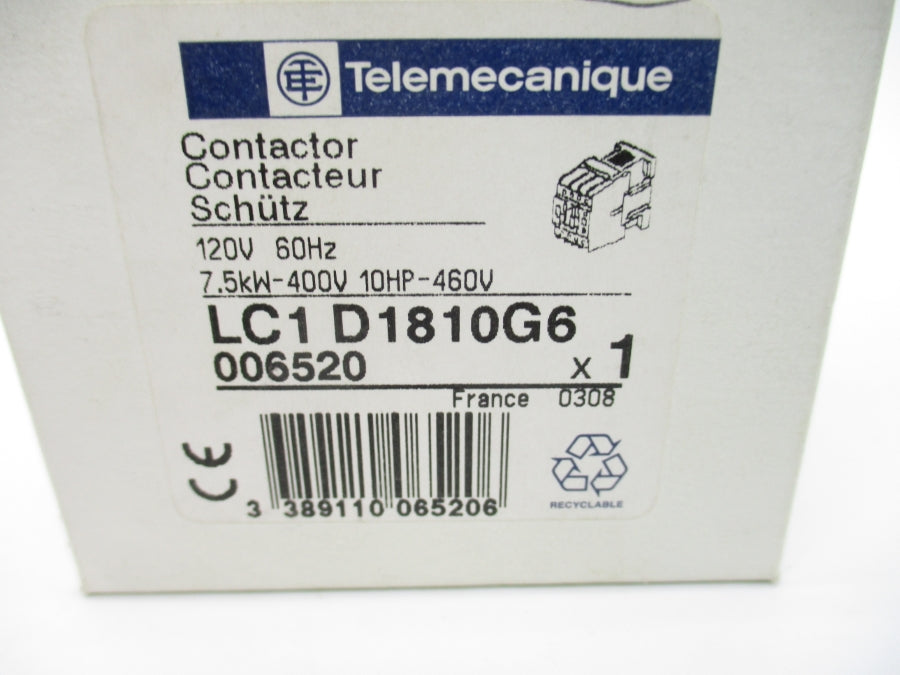 Telemecanique
Contactor
Contacteur
Schütz
120V 60Hz
7.5kW-400V 10HP-460V
LC1 D1810G6
006520 x 1
France 0308
CE
3 389110 065206
RECYCLABLE